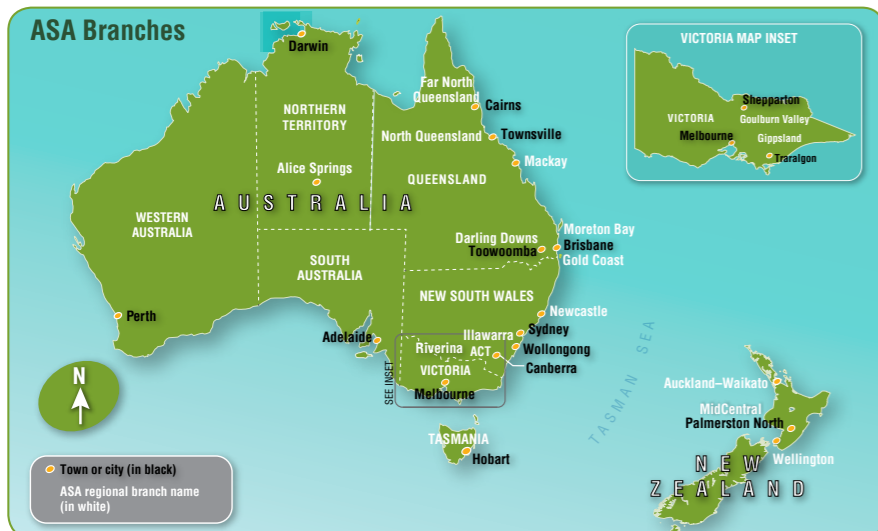 ASA Branches
Darwin
Far North
Queensland
Cairns
NORTHERN
TERRITORY
North Queensland
Townsville
Mackay
Alice Springs
QUEENSLAND
AUSTRALIA
WESTERN
AUSTRALIA
Moreton Bay
Darling Downs
Toowoomba
Brisbane
Gold Coast
SOUTH
AUSTRALIA
NEW SOUTH WALES
Newcastle
Perth
Adelaide
Illawarra
Sydney
Riverina
ACT
Wollongong
Canberra
VICTORIA
Melbourne
SEE INSET
TASMANIA
Hobart
TASMAN SEA
Auckland–Waikato
MidCentral
Palmerston North
Wellington
NEW
ZEALAND
N
Town or city (in black)
ASA regional branch name
(in white)
VICTORIA MAP INSET
Shepparton
VICTORIA
Goulburn Valley
Melbourne
Gippsland
Traralgon